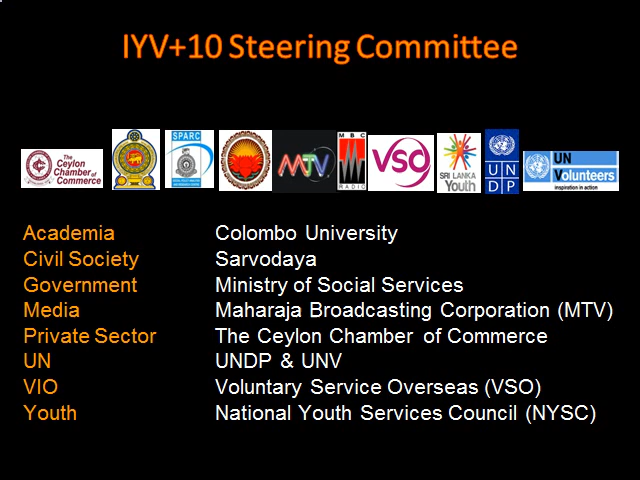 IYV+10 Steering Committee
The Ceylon Chamber of Commerce
SPARC
MTV
MBC
RADIO
VSO
SRI LANKA
Youth
UN
DP
UN
Volunteers
inspiration in action
Academia Colombo University
Civil Society Sarvodaya
Government Ministry of Social Services
Media Maharaja Broadcasting Corporation (MTV)
Private Sector The Ceylon Chamber of Commerce
UN UNDP & UNV
VIO Voluntary Service Overseas (VSO)
Youth National Youth Services Council (NYSC)